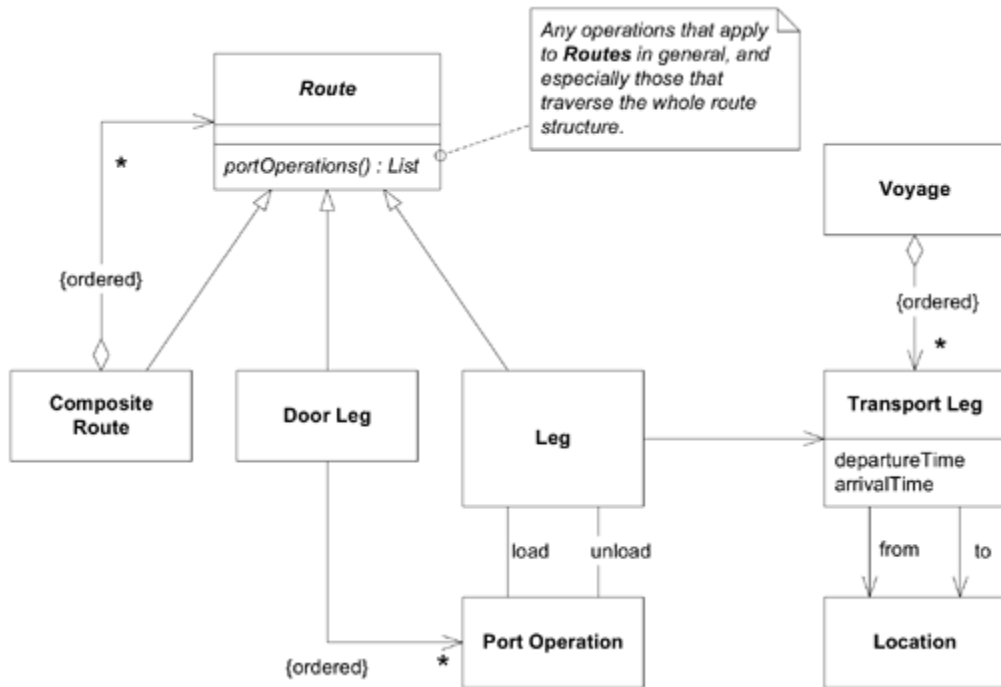 Any operations that apply
to Routes in general, and
especially those that
traverse the whole route
structure.
Route
*
portOperations() : List
Voyage
{ordered}
{ordered}
*
Composite
Route
Door Leg
Leg
Transport Leg
departureTime
arrivalTime
load
unload
from
to
Port Operation
Location
{ordered}
*